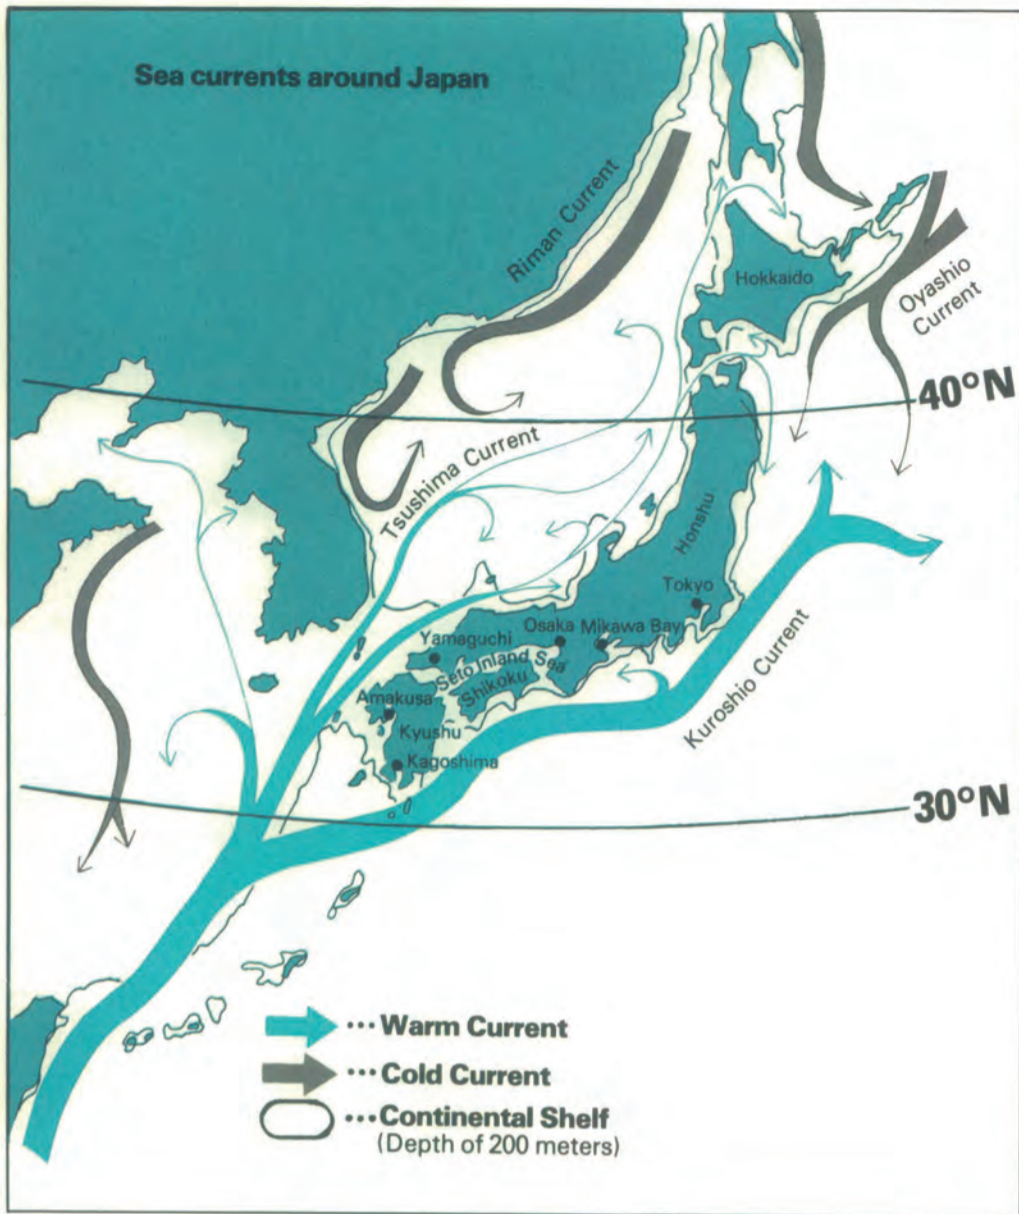 Sea currents around Japan
Riman Current
Hokkaido
Oyashio
Current
40°N
Tsushima Current
Honshu
Tokyo
Osaka
Mikawa Bay
Yamaguchi
Seto Inland Sea
Shikoku
Amakusa
Kyushu
Kagoshima
Kuroshio Current
30°N
...Warm Current
...Cold Current
...Continental Shelf
(Depth of 200 meters)